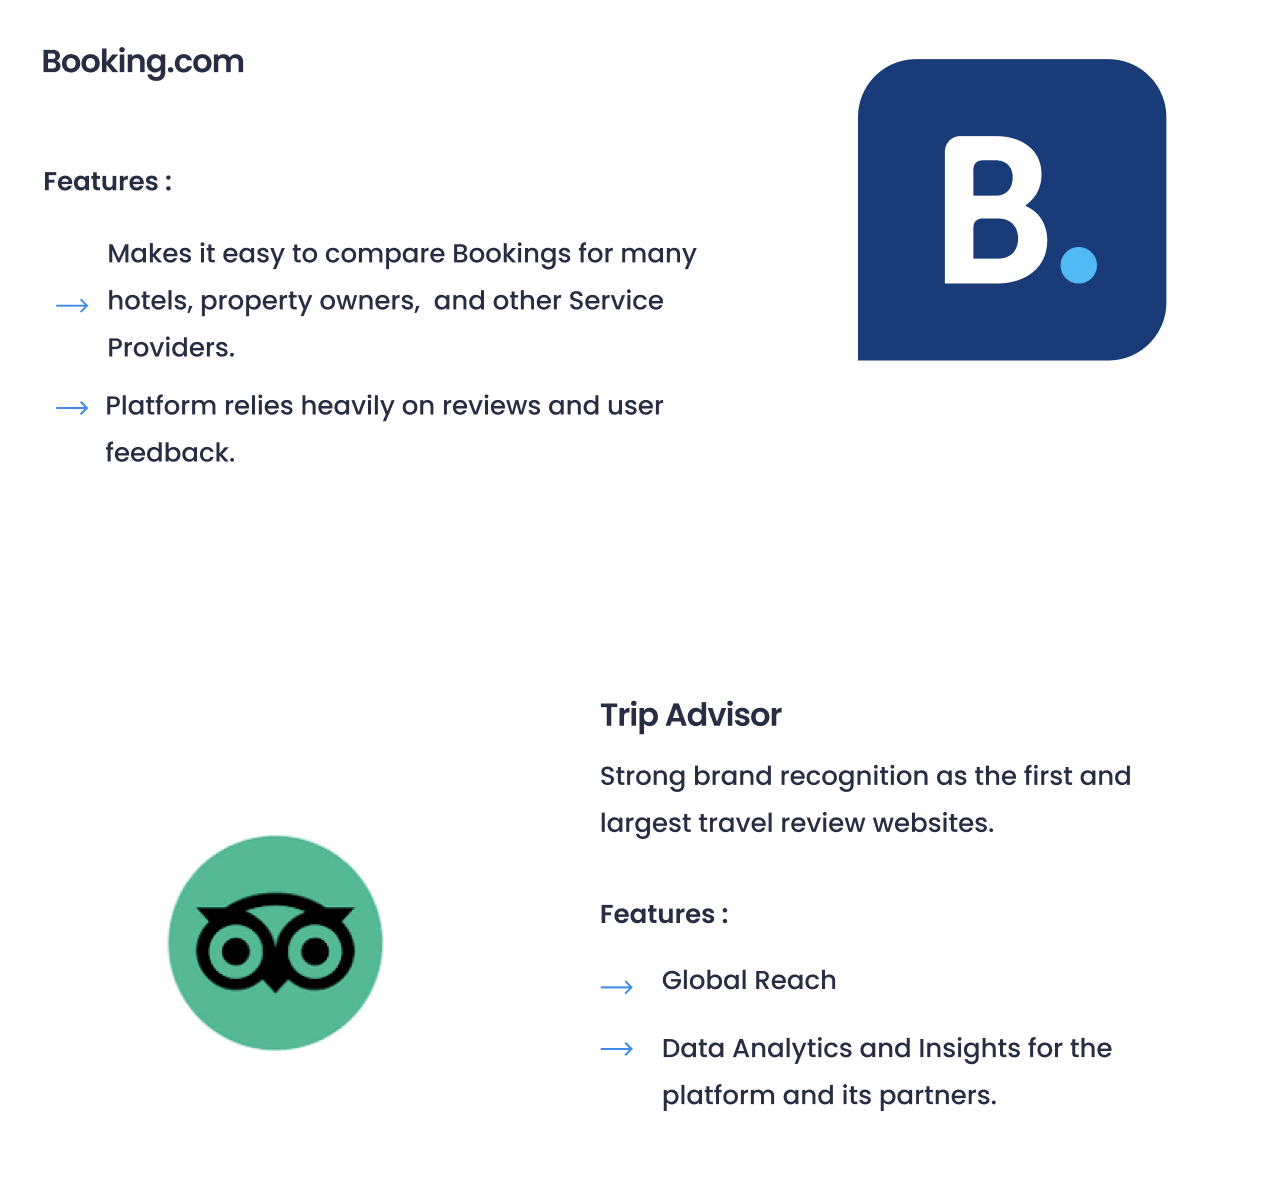 Booking.com
B.
Features :
Makes it easy to compare Bookings for many
hotels, property owners,  and other Service
Providers.
Platform relies heavily on reviews and user
feedback.
Trip Advisor
Strong brand recognition as the first and
largest travel review websites.
Features :
Global Reach
Data Analytics and Insights for the
platform and its partners.